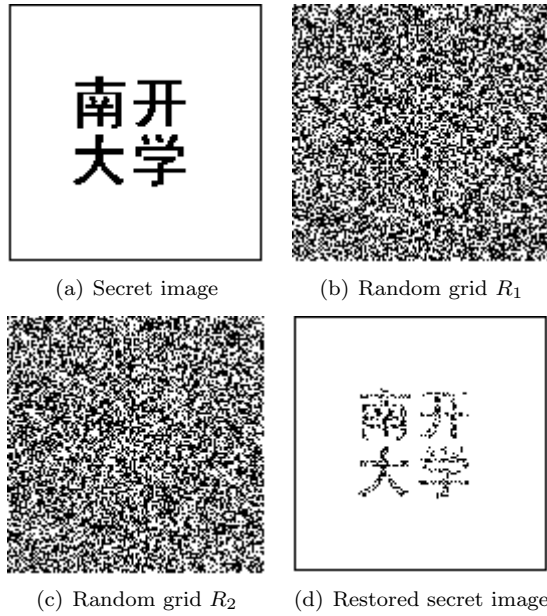 南开
大学
(a) Secret image
(b) Random grid R₁
(c) Random grid R₂
南开
大学
(d) Restored secret image